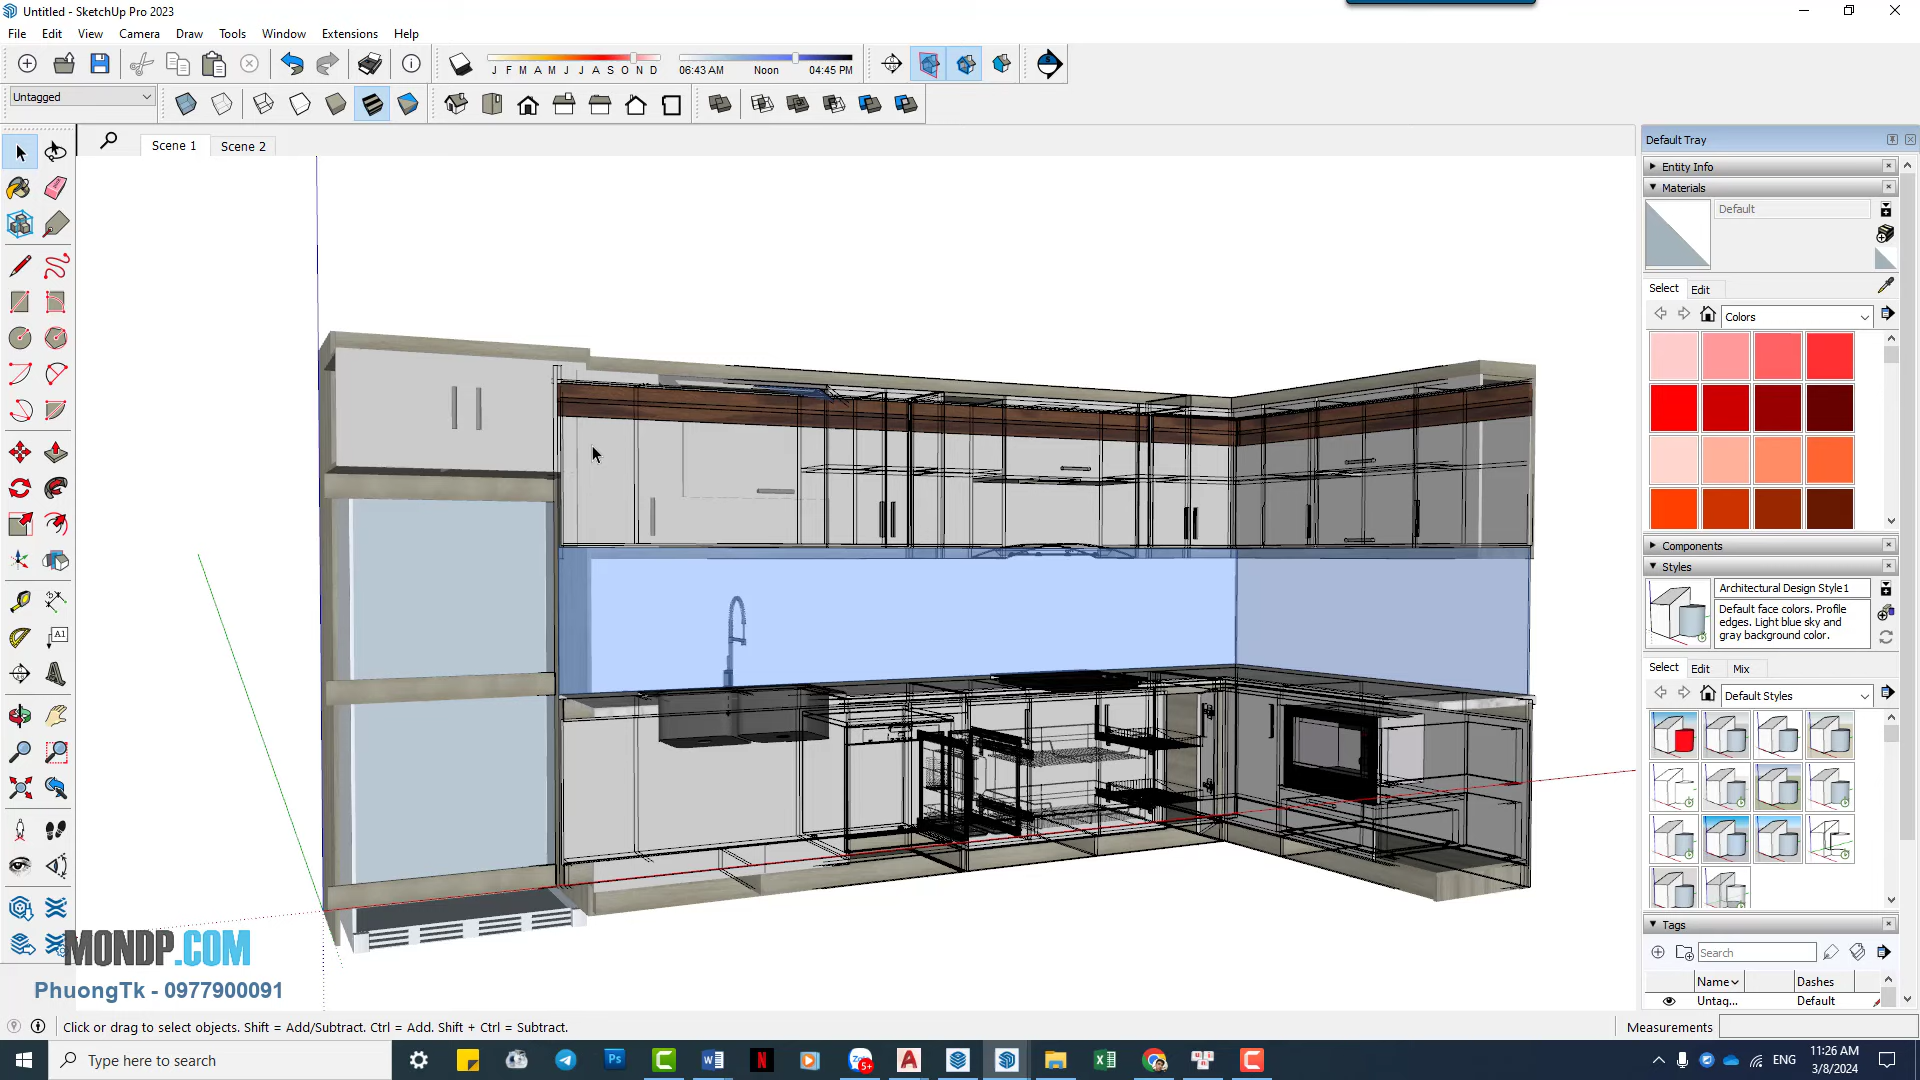 Untitled - SketchUp Pro 2023
File Edit View Camera Draw Tools Window Extensions Help
J F M A M J J A S O N D
06:43 AM Noon 04:45 PM
Untagged
Scene 1 Scene 2
Default Tray
Entity Info
Materials
Default
Select Edit
Colors
Components
Styles
Architectural Design Style1
Default face colors. Profile
edges. Light blue sky and
gray background color.
Select Edit Mix
Default Styles
Tags
Search
Name Dashes
Untag... Default
A1
MONDP.COM
PhuongTk - 0977900091
Click or drag to select objects. Shift = Add/Subtract. Ctrl = Add. Shift + Ctrl = Subtract.
Measurements
Type here to search
Ps
Zalo
5+
ENG
11:26 AM
3/8/2024